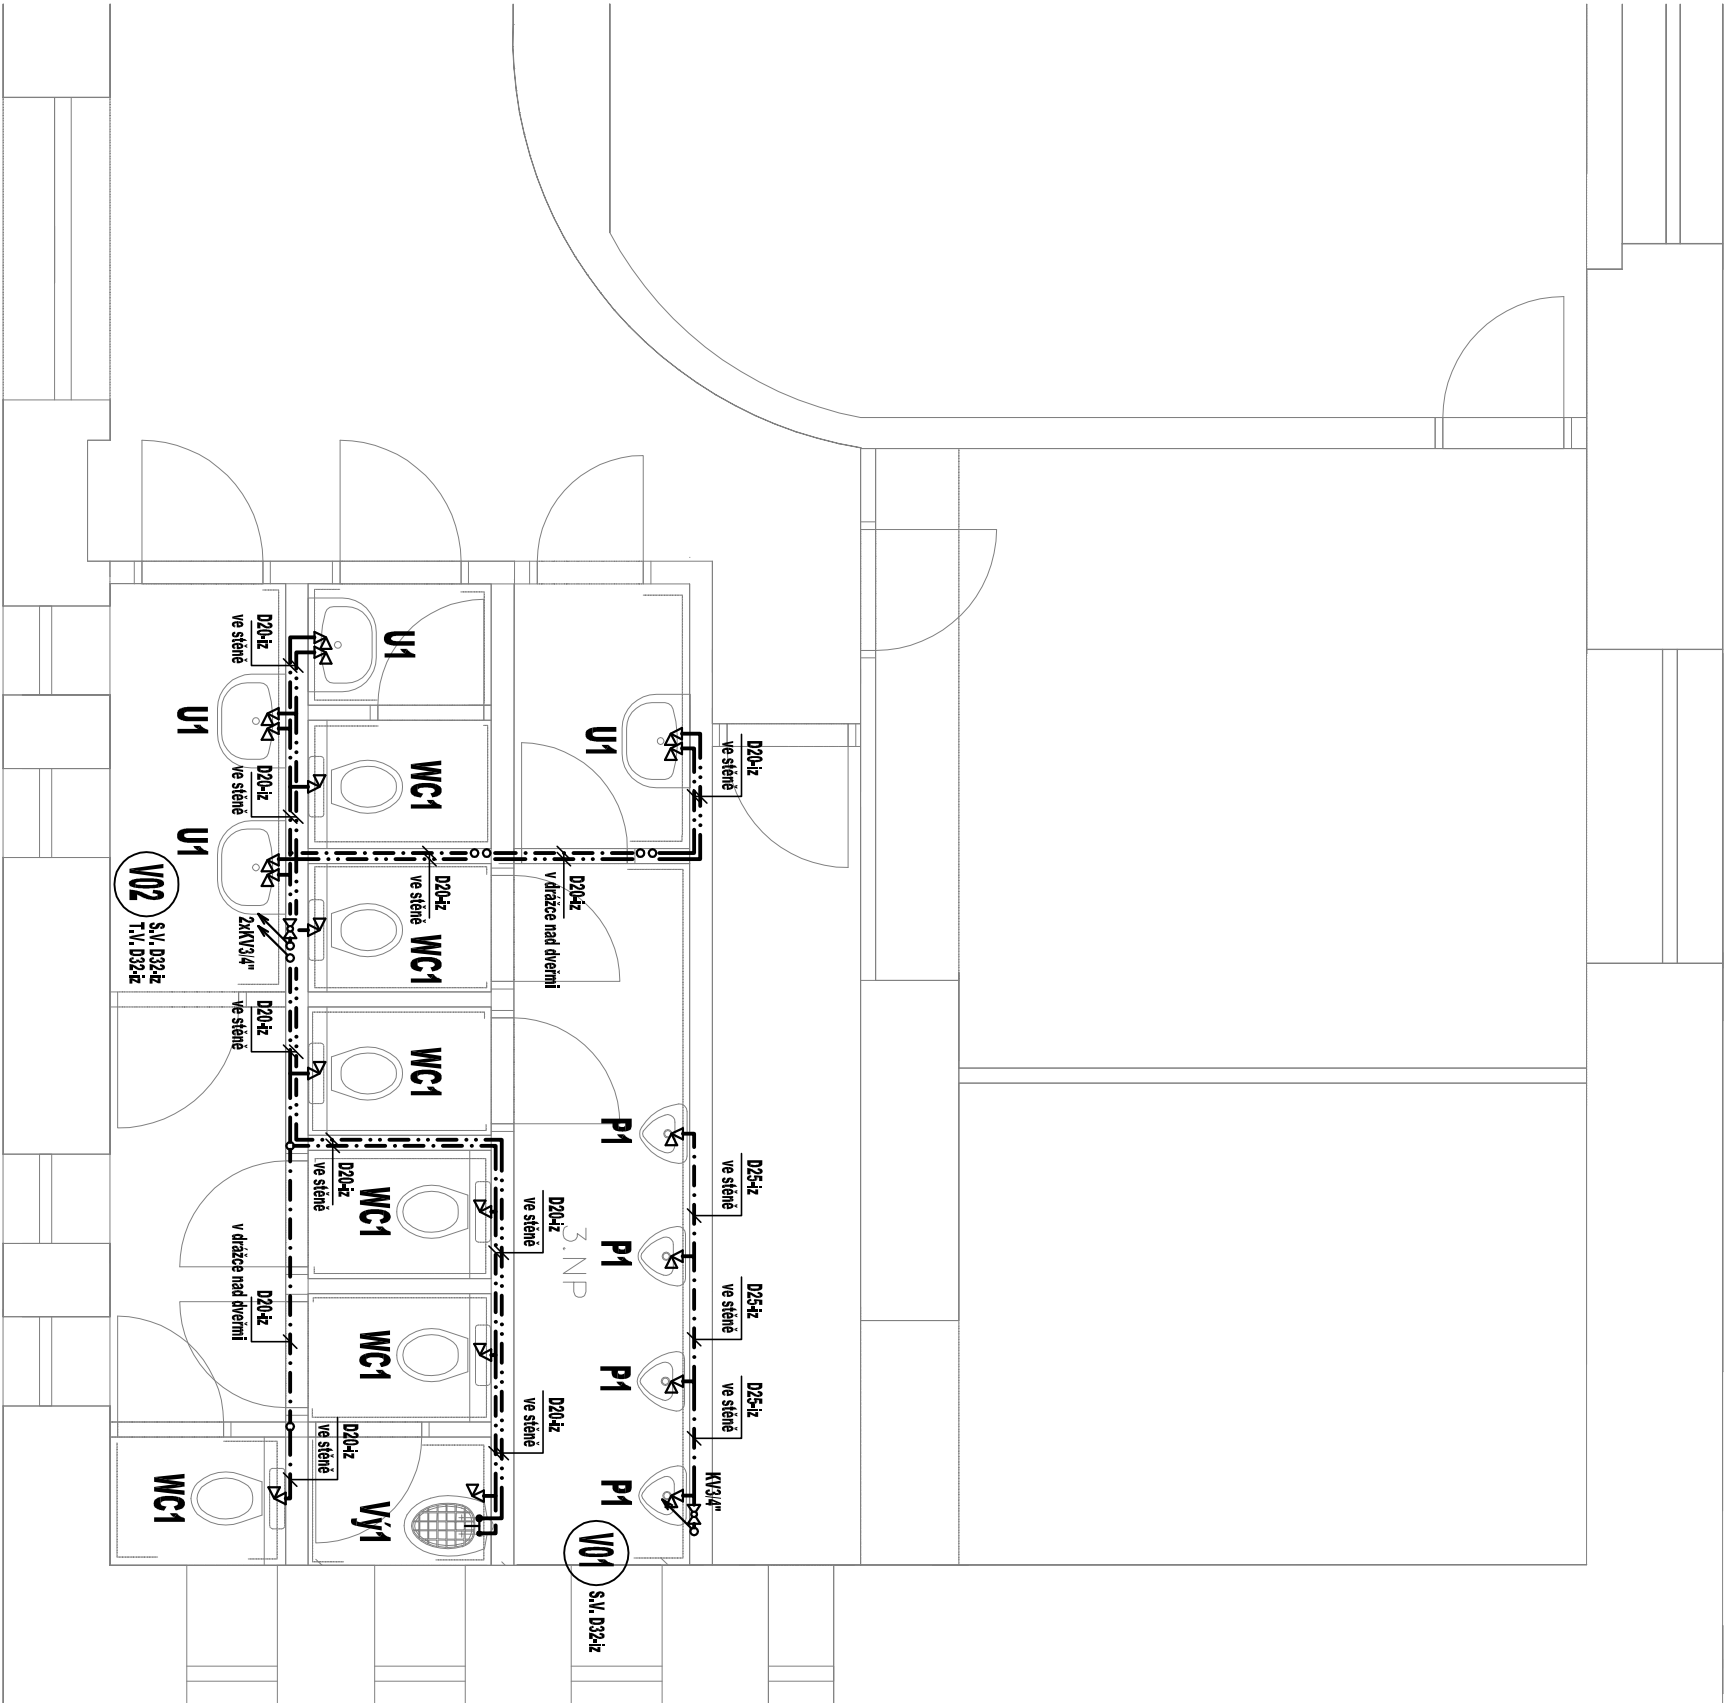 D20-iz
ve stěně
U1
U1
D20-iz
ve stěně
WC1
U1
D20-iz
ve stěně
U1
V02
S.V. D32-iz
T.V. D32-iz
2xKV3/4"
D20-iz
ve stěně
WC1
D20-iz
v drážce nad dveřmi
D20-iz
ve stěně
WC1
D20-iz
ve stěně
P1
D25-iz
ve stěně
WC1
D20-iz
ve stěně
3.NP
P1
D25-iz
ve stěně
D20-iz
v drážce nad dveřmi
WC1
P1
D25-iz
ve stěně
D20-iz
ve stěně
D20-iz
ve stěně
WC1
Vý1
P1
KV3/4"
V01
S.V. D32-iz